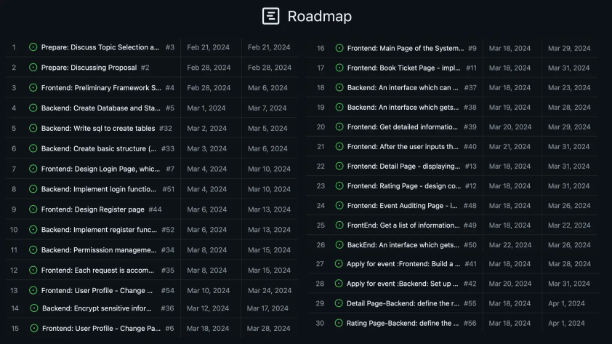 Roadmap
1 Prepare: Discuss Topic Selection a... #3 Feb 21, 2024 Feb 21, 2024
2 Prepare: Discussing Proposal #2 Feb 28, 2024 Feb 28, 2024
3 Frontend: Preliminary Framework S... #4 Feb 28, 2024 Mar 6, 2024
4 Backend: Create Database and Sta... #5 Mar 1, 2024 Mar 7, 2024
5 Backend: Write sql to create tables #32 Mar 2, 2024 Mar 5, 2024
6 Backend: Create basic structure (... #33 Mar 2, 2024 Mar 6, 2024
7 Frontend: Design Login Page, whic... #7 Mar 4, 2024 Mar 10, 2024
8 Backend: Implement login functio... #51 Mar 4, 2024 Mar 10, 2024
9 Frontend: Design Register page #44 Mar 6, 2024 Mar 13, 2024
10 Backend: Implement register func... #52 Mar 6, 2024 Mar 13, 2024
11 Backend: Permisssion manageme... #34 Mar 8, 2024 Mar 15, 2024
12 Frontend: Each request is accom... #35 Mar 8, 2024 Mar 15, 2024
13 Frontend: User Profile - Change ... #54 Mar 10, 2024 Mar 24, 2024
14 Backend: Encrypt sensitive infor... #36 Mar 12, 2024 Mar 17, 2024
15 Frontend: User Profile - Change Pa... #6 Mar 18, 2024 Mar 28, 2024
16 Frontend: Main Page of the System... #9 Mar 18, 2024 Mar 29, 2024
17 Frontend: Book Ticket Page - impl... #11 Mar 18, 2024 Mar 31, 2024
18 Backend: An interface which can ... #37 Mar 18, 2024 Mar 23, 2024
19 Backend: An interface which gets... #38 Mar 19, 2024 Mar 28, 2024
20 Frontend: Get detailed informatio... #39 Mar 20, 2024 Mar 29, 2024
21 Frontend: After the user inputs th... #40 Mar 21, 2024 Mar 31, 2024
22 Frontend: Detail Page - displaying... #13 Mar 18, 2024 Mar 31, 2024
23 Frontend: Rating Page - design co... #12 Mar 18, 2024 Mar 31, 2024
24 Frontend: Event Auditing Page - i... #48 Mar 18, 2024 Mar 26, 2024
25 FrontEnd: Get a list of information... #49 Mar 18, 2024 Mar 22, 2024
26 BackEnd: An interface which gets... #50 Mar 22, 2024 Mar 26, 2024
27 Apply for event :Frontend: Build a ... #41 Mar 18, 2024 Mar 28, 2024
28 Apply for event :Backend: Set up ... #42 Mar 20, 2024 Mar 31, 2024
29 Detail Page-Backend: define the r... #55 Mar 18, 2024 Apr 1, 2024
30 Rating Page-Backend: define the ... #56 Mar 18, 2024 Apr 1, 2024